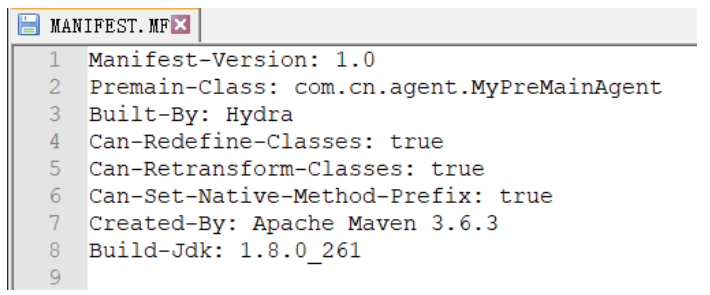 MANIFEST.MF
1 Manifest-Version: 1.0
2 Premain-Class: com.cn.agent.MyPreMainAgent
3 Built-By: Hydra
4 Can-Redefine-Classes: true
5 Can-Retransform-Classes: true
6 Can-Set-Native-Method-Prefix: true
7 Created-By: Apache Maven 3.6.3
8 Build-Jdk: 1.8.0_261
9